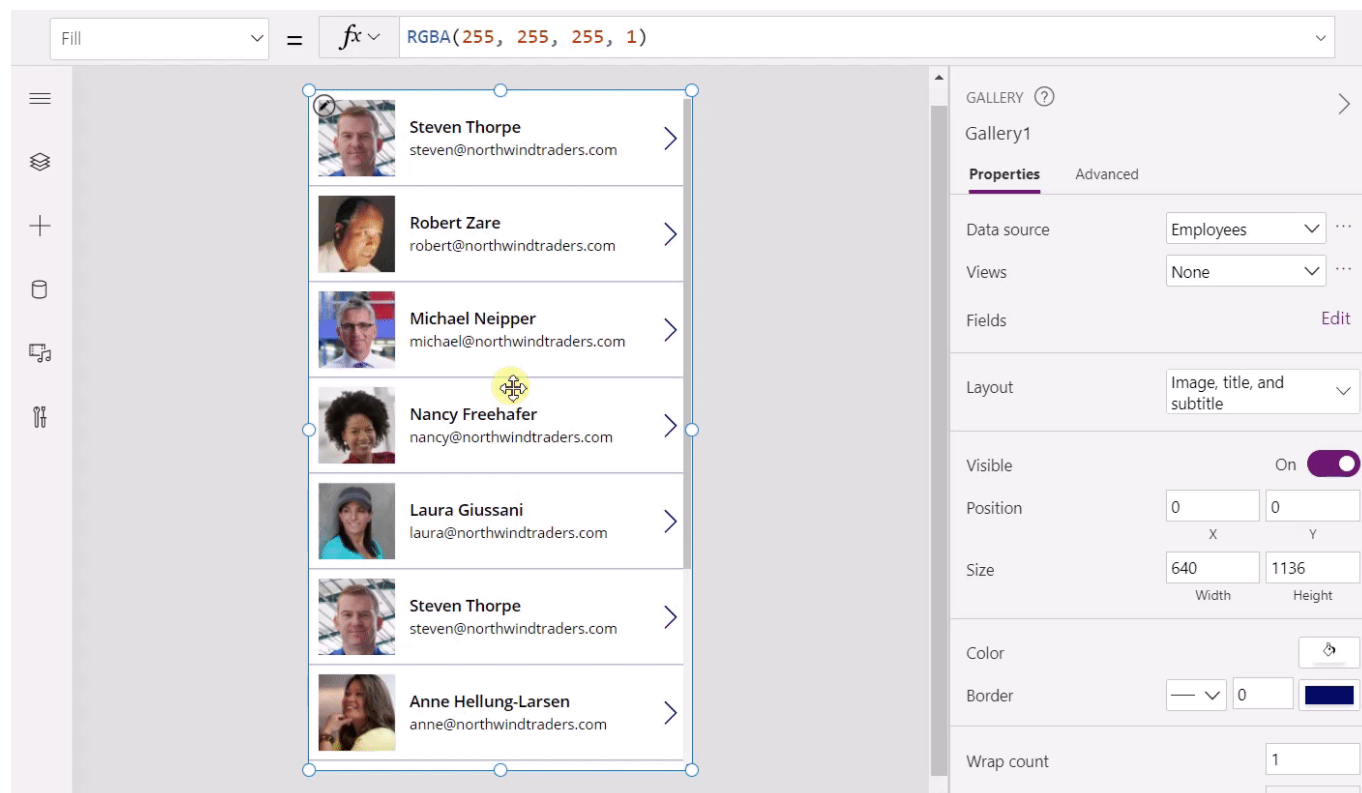 Fill
=
fx
RGBA(255, 255, 255, 1)
Steven Thorpe
steven@northwindtraders.com
Robert Zare
robert@northwindtraders.com
Michael Neipper
michael@northwindtraders.com
Nancy Freehafer
nancy@northwindtraders.com
Laura Giussani
laura@northwindtraders.com
Steven Thorpe
steven@northwindtraders.com
Anne Hellung-Larsen
anne@northwindtraders.com
GALLERY ?
Gallery1
Properties Advanced
Data source Employees ...
Views None ...
Fields Edit
Layout Image, title, and
subtitle
Visible On
Position 0 0
X Y
Size 640 1136
Width Height
Color
Border 0
Wrap count 1